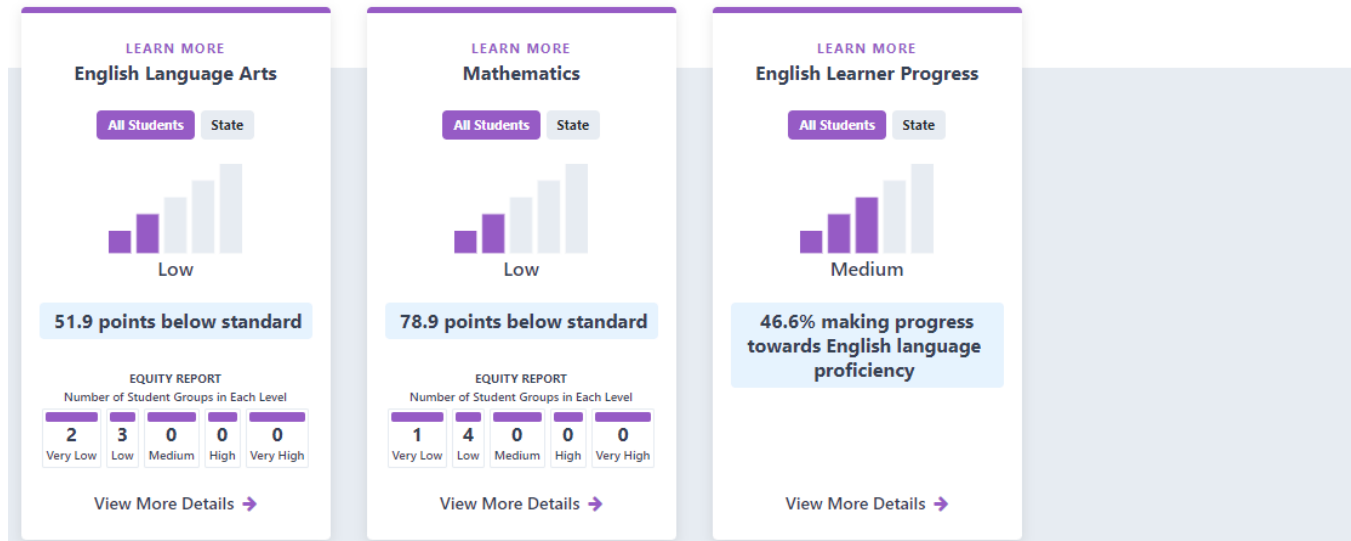 LEARN MORE
English Language Arts
All Students State
Low
51.9 points below standard
EQUITY REPORT
Number of Student Groups in Each Level
2 3 0 0 0
Very Low Low Medium High Very High
View More Details
LEARN MORE
Mathematics
All Students State
Low
78.9 points below standard
EQUITY REPORT
Number of Student Groups in Each Level
1 4 0 0 0
Very Low Low Medium High Very High
View More Details
LEARN MORE
English Learner Progress
All Students State
Medium
46.6% making progress
towards English language
proficiency
View More Details